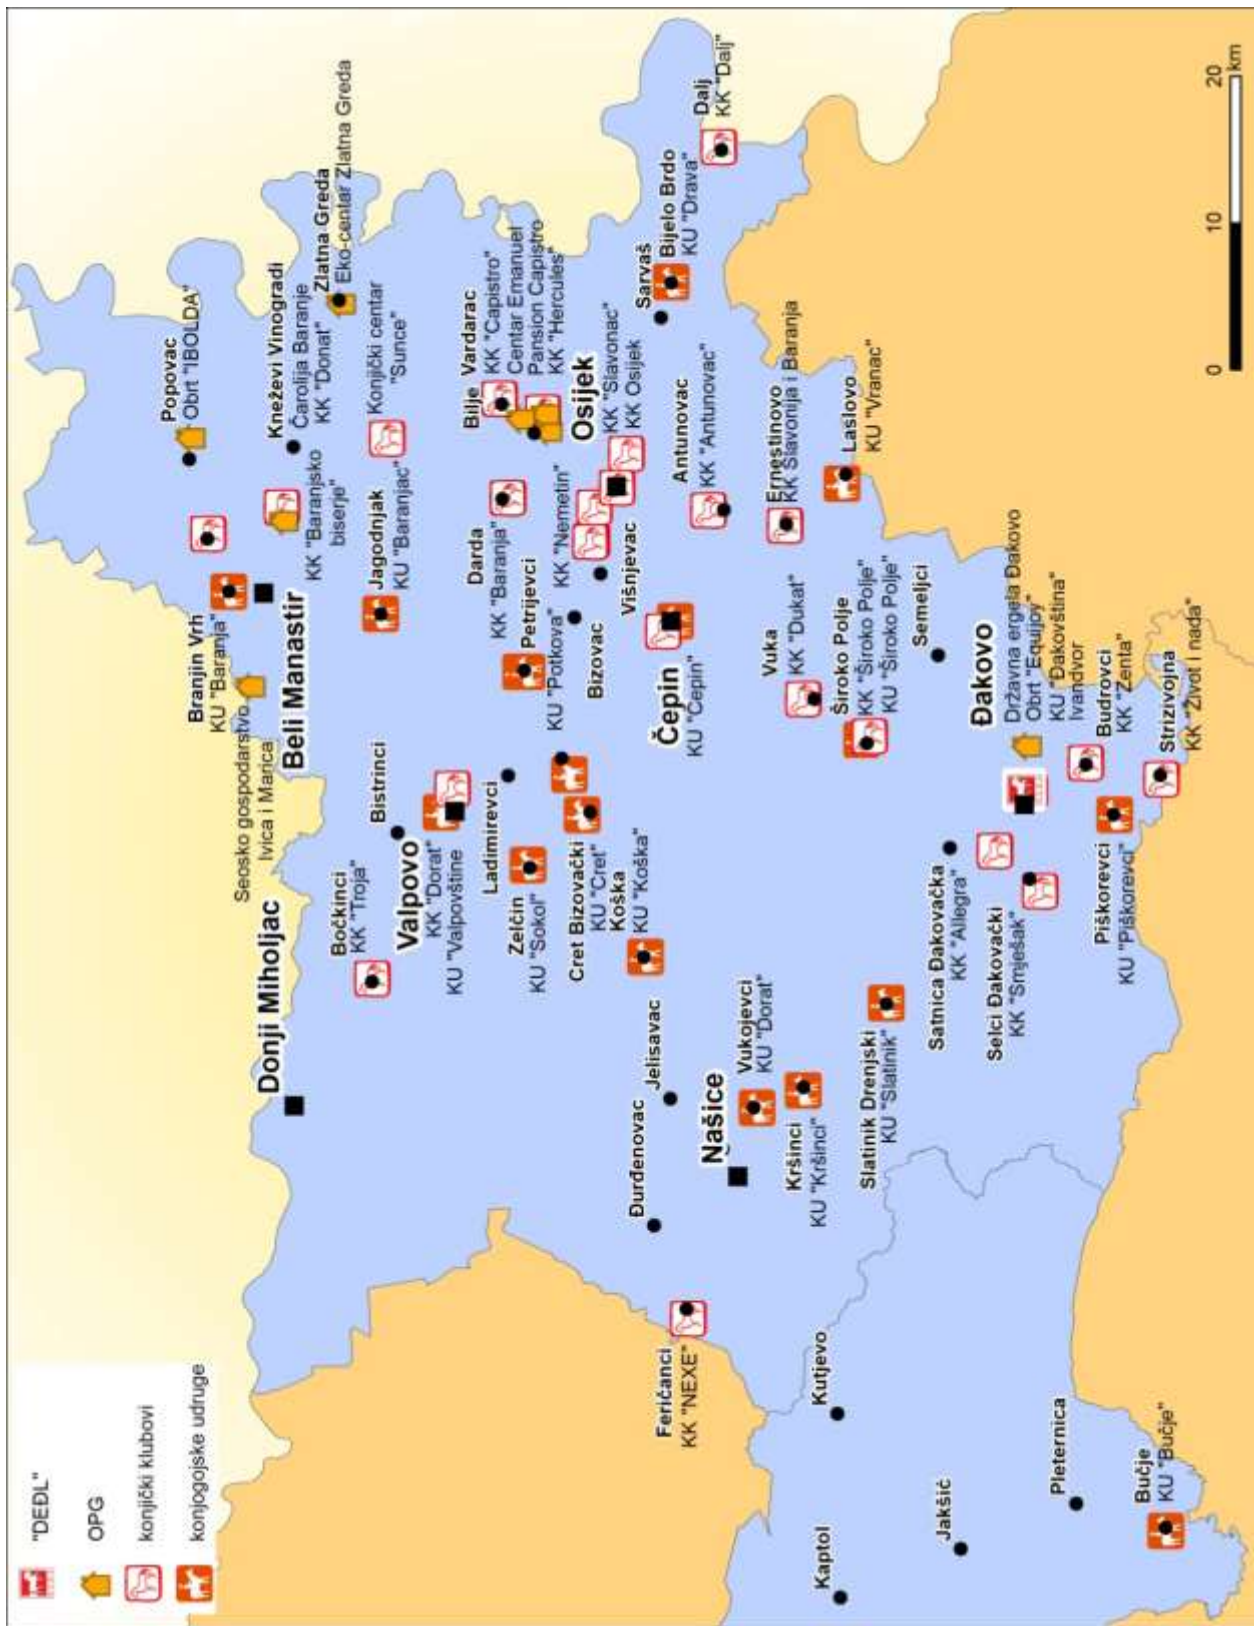 "DEĐL"
OPG
konjički klubovi
konjogojske udruge
Popovac
Obrt "IBOLDA"
Kneževi Vinogradi
Čarolija Baranje
KK "Donat"
Zlatna Greda
Eko-centar Zlatna Greda
Branjin Vrh
KU "Baranja"
Beli Manastir
KK "Baranjsko
biserje"
Konjički centar
"Sunce"
Seosko gospodarstvo
Ivica i Marica
Jagodnjak
KU "Baranjac"
Donji Miholjac
Bočkinci
KK "Troja"
Bistrinci
Valpovo
KK "Dorat"
KU "Valpovštine
Darda
KK "Baranja"
Bilje
Vardarac
KK "Capistro"
Centar Emanuel
Pansion Capistro
KK "Hercules"
Ladimirevci
Petrijevci
KU "Potkova"
KK "Nemetin"
Osijek
KK "Slavonac"
KK Osijek
Zelčin
KU "Sokol"
Cret Bizovački
KU "Cret"
Koška
KU "Koška"
Bizovac
Višnjevac
Čepin
KU "Čepin"
Sarvaš
Bijelo Brdo
KU "Drava"
Dalj
KK "Dalj"
Antunovac
KK "Antunovac"
Ernestinovo
KK Slavonija i Baranja
Laslovo
KU "Vranac"
Jelisavac
Đurđenovac
Našice
Vukojevci
KU "Dorat"
Kršinci
KU "Kršinci"
Feričanci
KK "NEXE"
Vuka
KK "Dukat"
Široko Polje
KK "Široko Polje"
KU "Široko Polje"
Slatinik Drenjski
KU "Slatinik"
Semeljci
Satnica Đakovačka
KK "Allegra"
Selci Đakovački
KK "Smješak"
Đakovo
Državna ergela Đakovo
Obrt "Equijoy"
KU "Đakovština"
Ivandvor
Budrovci
KK "Zenta"
Piškorevci
KU "Piškorevci"
Strizivojna
KK "Život i nada"
Kutjevo
Kaptol
Jakšić
Pleternica
Bučje
KU "Bučje"
0 10 20
km